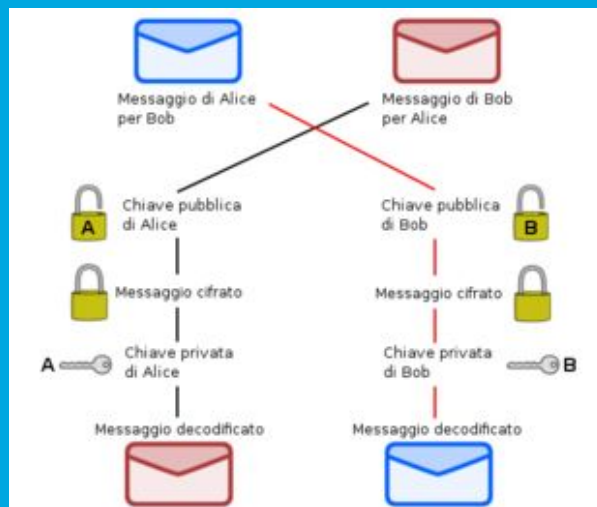 Messaggio di Alice
per Bob
Messaggio di Bob
per Alice
A
Chiave pubblica
di Alice
Chiave pubblica
di Bob
B
Messaggio cifrato
Messaggio cifrato
A
Chiave privata
di Alice
Chiave privata
di Bob
B
Messaggio decodificato
Messaggio decodificato